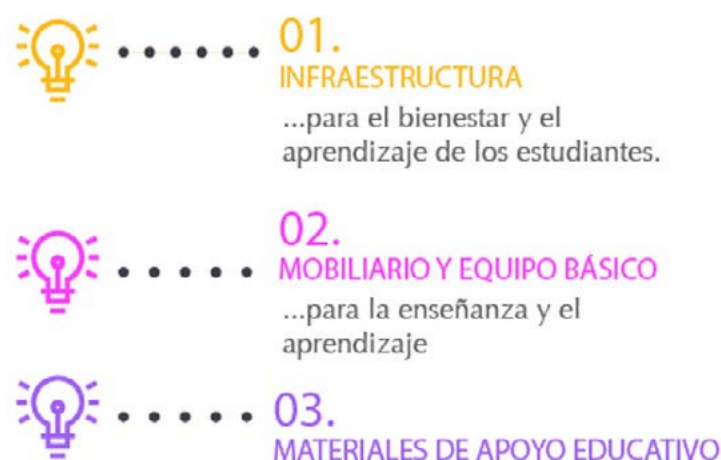 01.
INFRAESTRUCTURA
...para el bienestar y el
aprendizaje de los estudiantes.
02.
MOBILIARIO Y EQUIPO BÁSICO
...para la enseñanza y el
aprendizaje
03.
MATERIALES DE APOYO EDUCATIVO